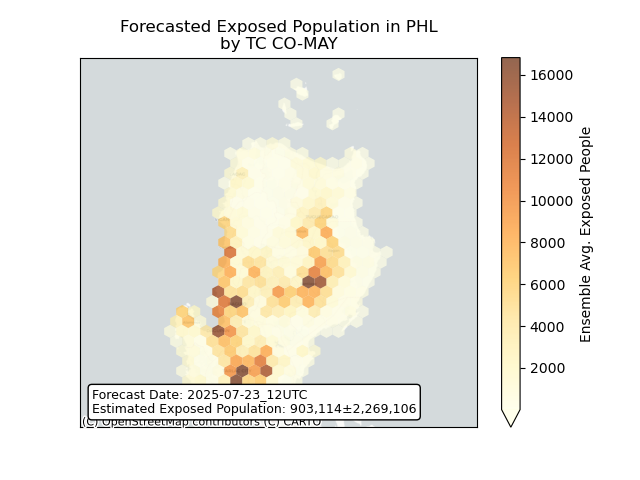 Forecasted Exposed Population in PHL
by TC CO-MAY
16000
14000
12000
10000
8000
6000
4000
2000
Ensemble Avg. Exposed People
Forecast Date: 2025-07-23_12UTC
Estimated Exposed Population: 903,114±2,269,106
(C) OpenStreetMap contributors (C) CARTO